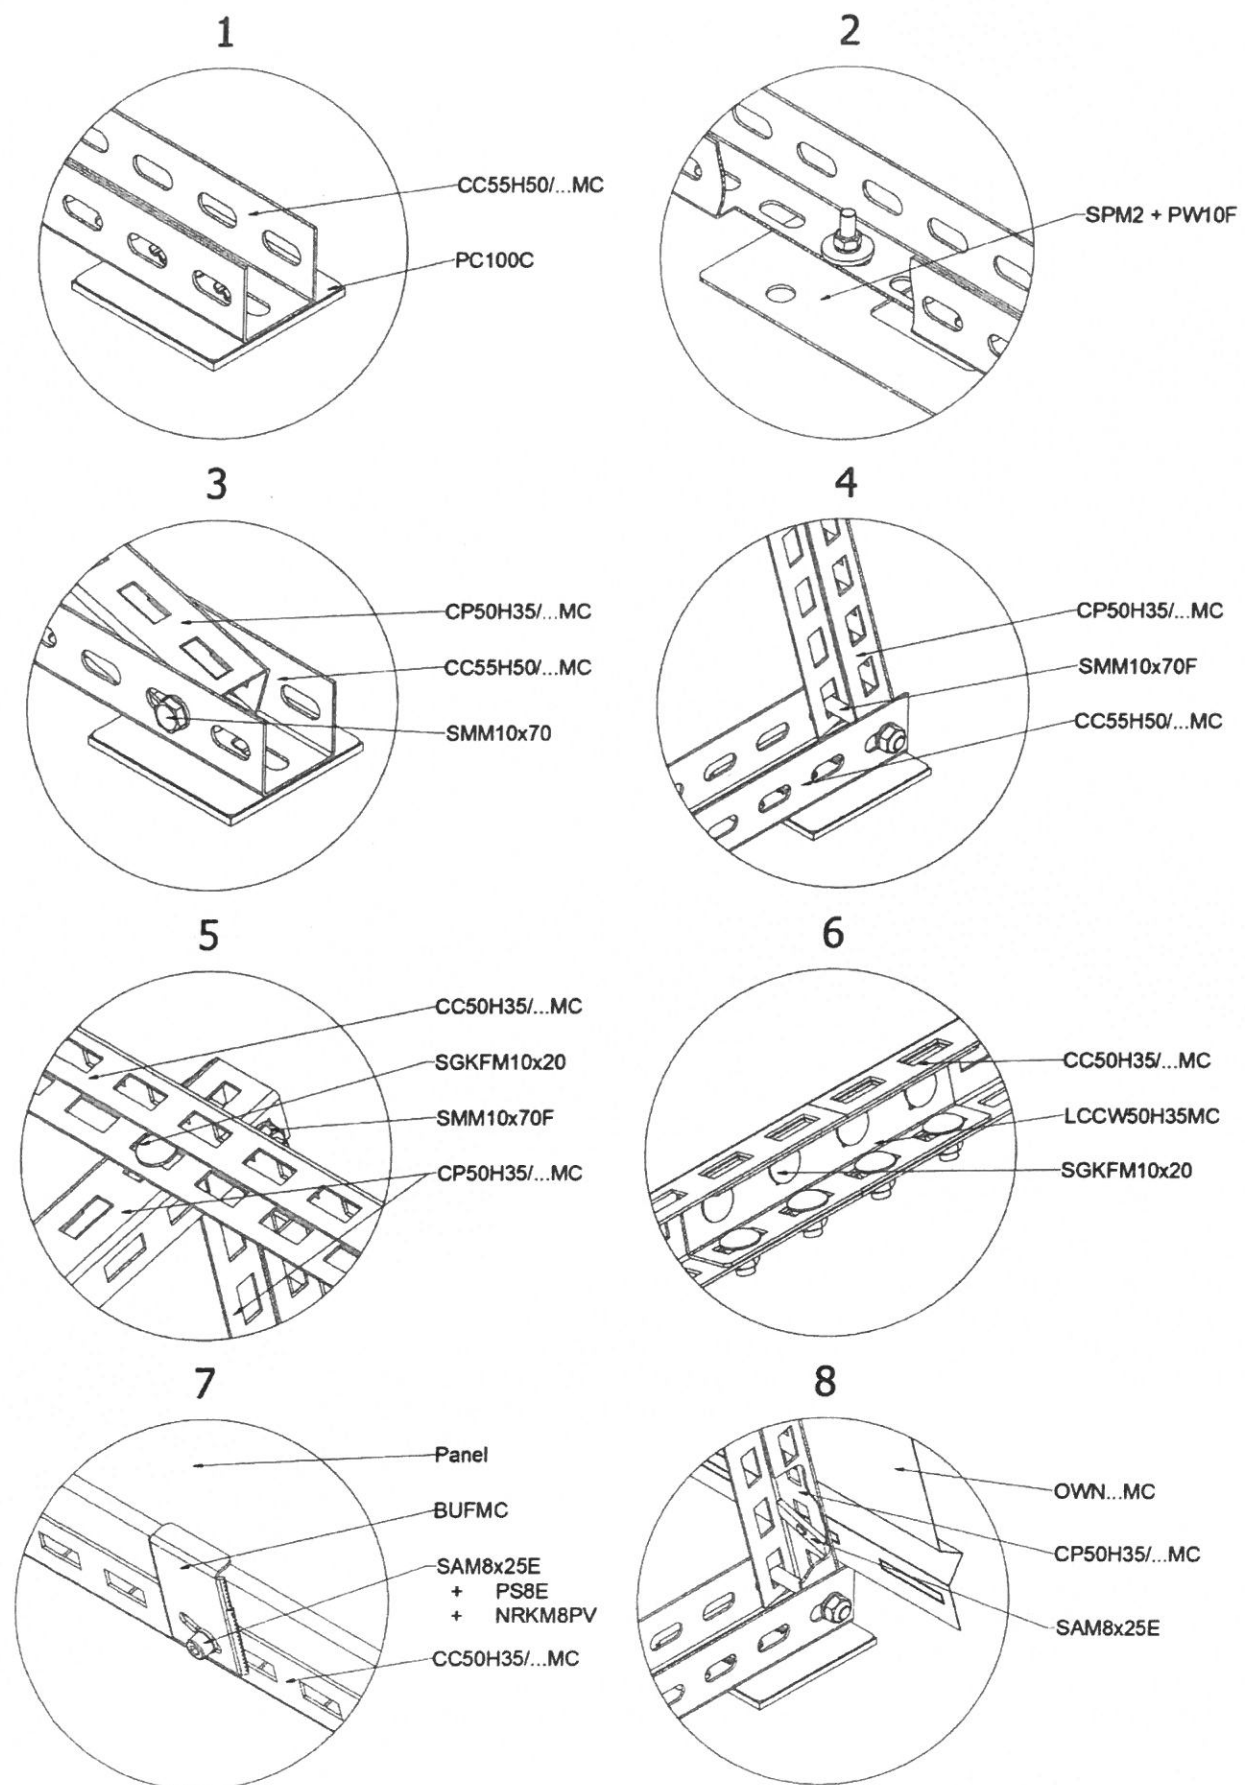 1
CC55H50/...MC
PC100C
2
SPM2 + PW10F
3
CP50H35/...MC
CC55H50/...MC
SMM10x70
4
CP50H35/...MC
SMM10x70F
CC55H50/...MC
5
CC50H35/...MC
SGKFM10x20
SMM10x70F
CP50H35/...MC
6
CC50H35/...MC
LCCW50H35MC
SGKFM10x20
7
Panel
BUFMC
SAM8x25E
+ PS8E
+ NRKM8PV
CC50H35/...MC
8
OWN...MC
CP50H35/...MC
SAM8x25E